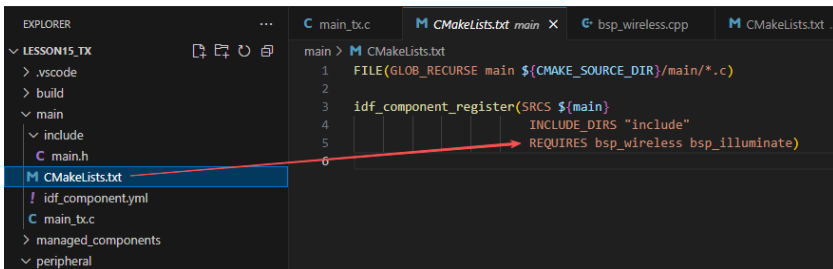 EXPLORER
...
C main_tx.c
M CMakeLists.txt main X
G+ bsp_wireless.cpp
M CMakeLists.txt ..
LESSON15_TX
main > M CMakeLists.txt
> .vscode
> build
main
include
C main.h
M CMakeLists.txt
! idf_component.yml
C main_tx.c
> managed_components
peripheral
1 FILE(GLOB_RECURSE main ${CMAKE_SOURCE_DIR}/main/*.c)
2
3 idf_component_register(SRCS ${main}
4 INCLUDE_DIRS "include"
5 REQUIRES bsp_wireless bsp_illuminate)
6